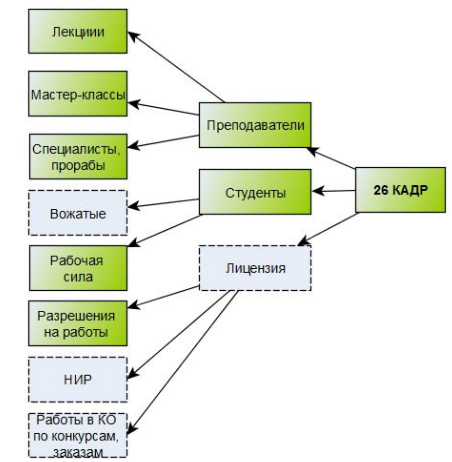 Лекциии
Мастер-классы
Специалисты,
прорабы
Вожатые
Рабочая
сила
Разрешения
на работы
НИР
Работы в КО
по конкурсам,
заказам
Преподаватели
Студенты
Лицензия
26 КАДР